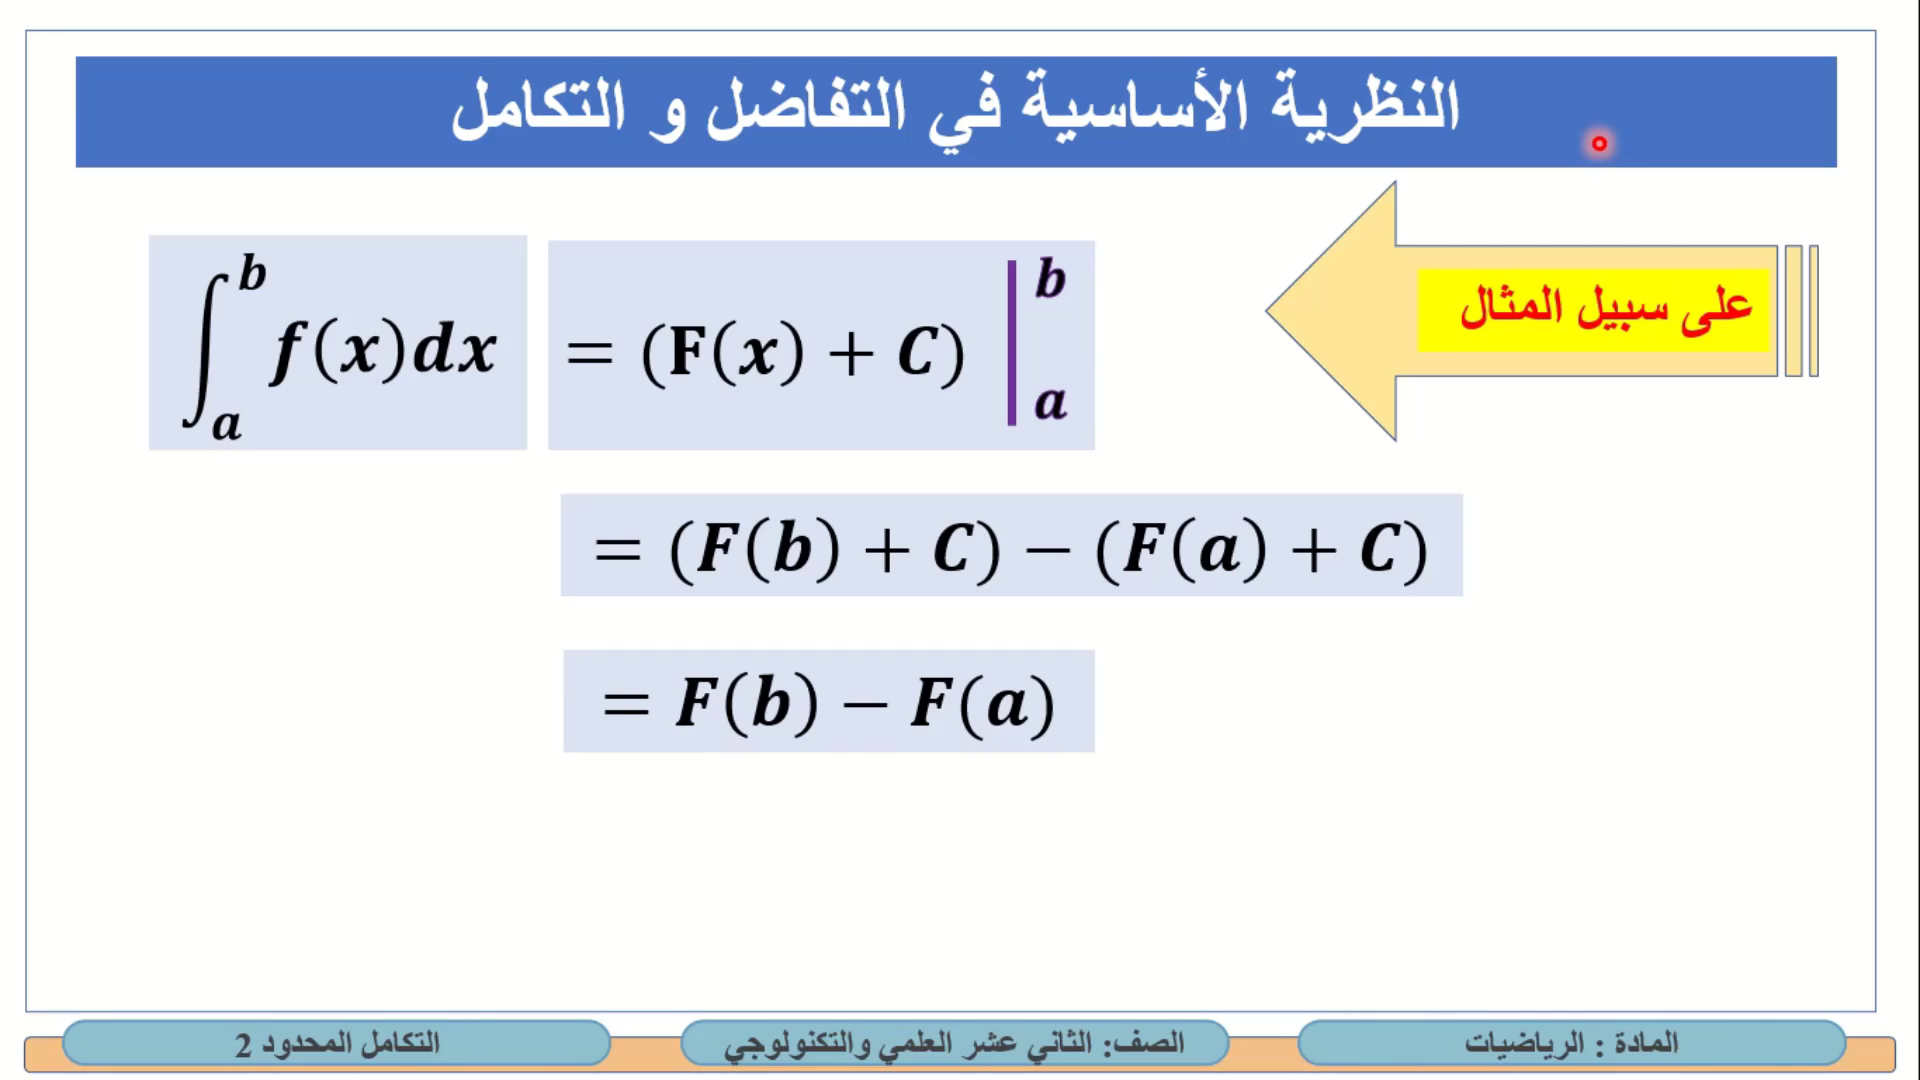 النظرية الأساسية في التفاضل و التكامل
على سبيل المثال
∫_a^b f(x)dx = (F(x) + C) |_a^b
= (F(b) + C) − (F(a) + C)
= F(b) − F(a)
المادة : الرياضيات
الصف: الثاني عشر العلمي والتكنولوجي
التكامل المحدود 2